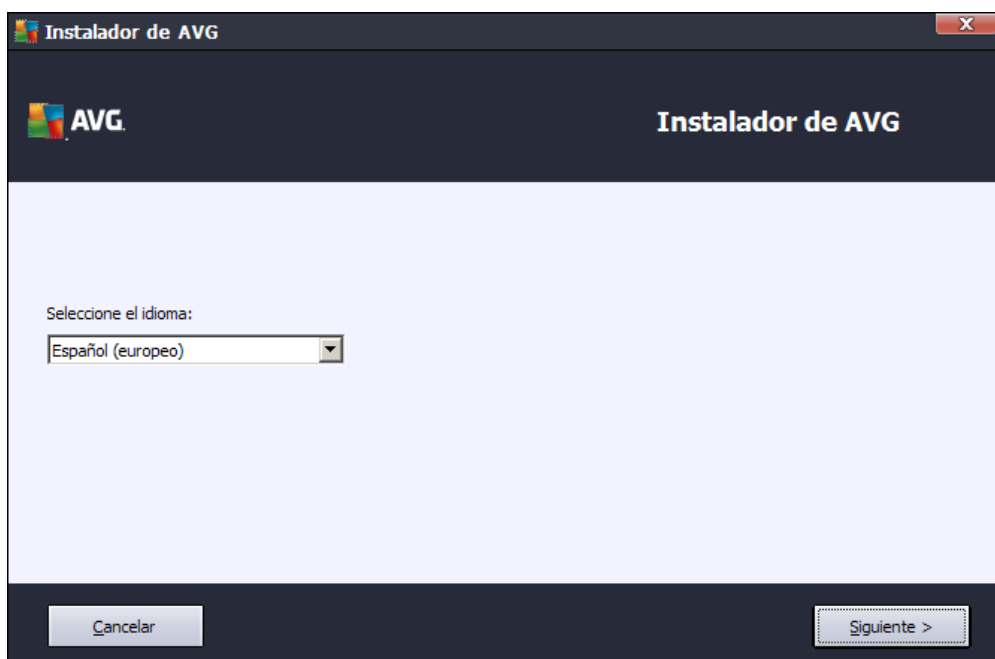 Instalador de AVG
X
AVG.
Instalador de AVG
Seleccione el idioma:
Español (europeo)
Cancelar
Siguiente >